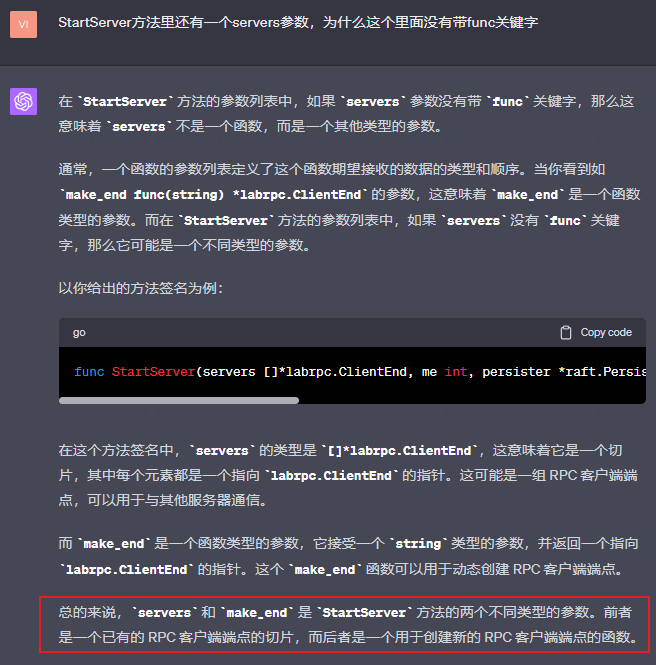 VI
StartServer方法里还有一个servers参数，为什么这个里面没有带func关键字
在 `StartServer` 方法的参数列表中，如果 `servers` 参数没有带 `func` 关键字，那么这
意味着 `servers` 不是一个函数，而是一个其他类型的参数。
通常，一个函数的参数列表定义了这个函数期望接收的数据的类型和顺序。当你看到如
`make_end func(string) *labrpc.ClientEnd` 的参数，这意味着 `make_end` 是一个函数
类型的参数。而在 `StartServer` 方法的参数列表中，如果 `servers` 没有 `func` 关键
字，那么它可能是一个不同类型的参数。
以你给出的方法签名为例：
go
Copy code
func StartServer(servers []*labrpc.ClientEnd, me int, persister *raft.Persis
在这个方法签名中，`servers` 的类型是 `[]*labrpc.ClientEnd`，这意味着它是一个切
片，其中每个元素都是一个指向 `labrpc.ClientEnd` 的指针。这可能是一组 RPC 客户端端
点，可以用于与其他服务器通信。
而 `make_end` 是一个函数类型的参数，它接受一个 `string` 类型的参数，并返回一个指向
`labrpc.ClientEnd` 的指针。这个 `make_end` 函数可以用于动态创建 RPC 客户端端点。
总的来说，`servers` 和 `make_end` 是 `StartServer` 方法的两个不同类型的参数。前者
是一个已有的 RPC 客户端端点的切片，而后者是一个用于创建新的 RPC 客户端端点的函数。